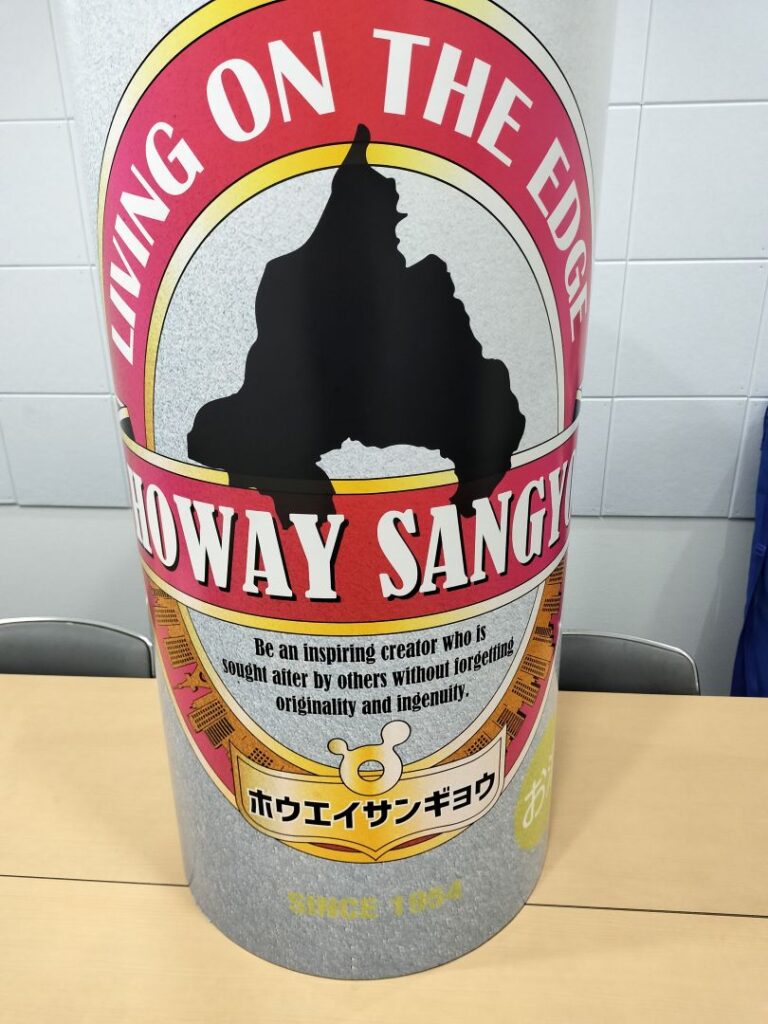 LIVING ON THE EDGE
HOWAY SANGYO
Be an inspiring creator who is
sought after by others without forgetting
originality and ingenuity.
ホウエイサンギョウ
お
SINCE 1954